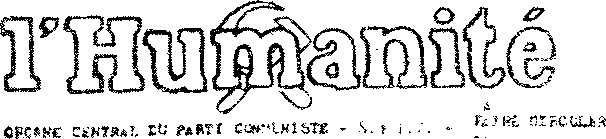 l'Humanité
ORGANE CENTRAL DU PARTI COMMUNISTE - S.F.I.C. -
A
FAIRE CIRCULER